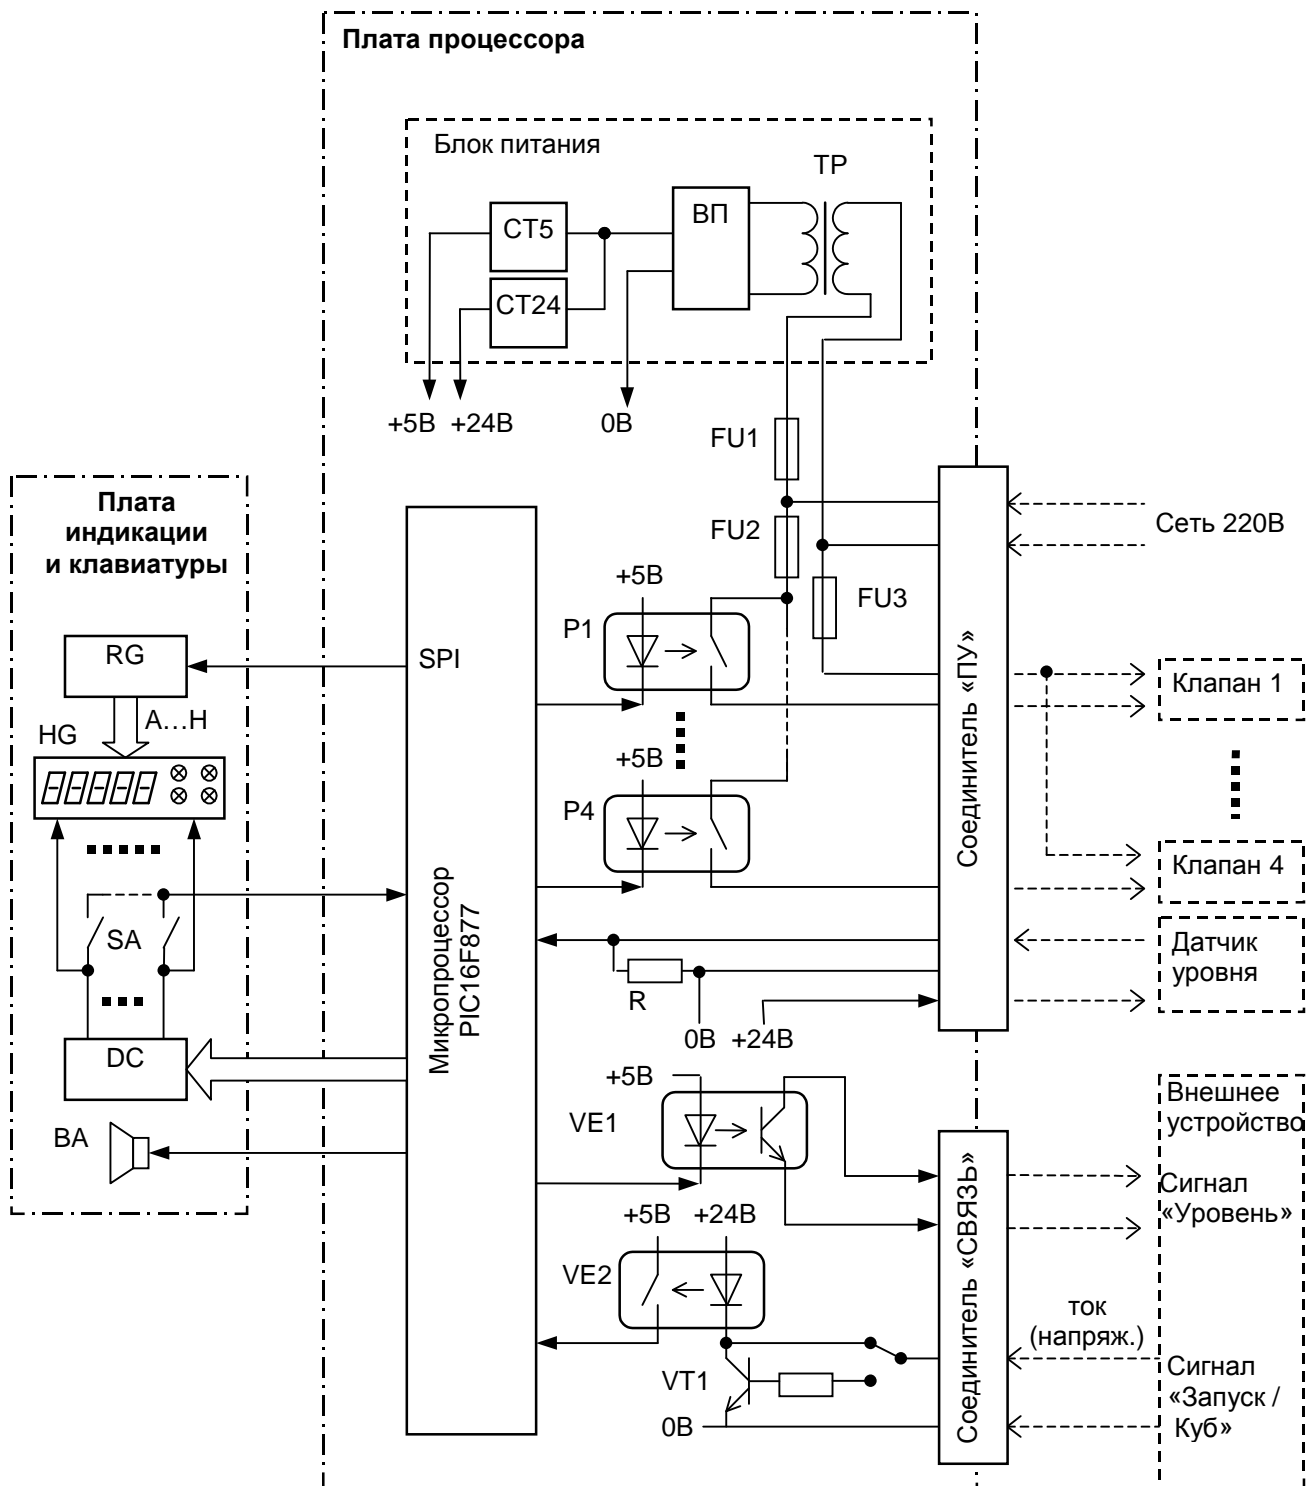 Плата процессора
Блок питания
ТР
ВП
СТ5
СТ24
+5В
+24В
0В
FU1
FU2
FU3
Сеть 220В
Плата
индикации
и клавиатуры
RG
A…H
HG
SA
DC
BA
SPI
Микропроцессор
PIC16F877
+5В
P1
+5В
P4
R
0В
+24В
Соединитель «ПУ»
Клапан 1
Клапан 4
Датчик
уровня
+5В
VE1
+5В
+24В
VE2
VT1
0В
Соединитель «СВЯЗЬ»
Внешнее
устройство
Сигнал
«Уровень»
ток
(напряж.)
Сигнал
«Запуск /
Куб»